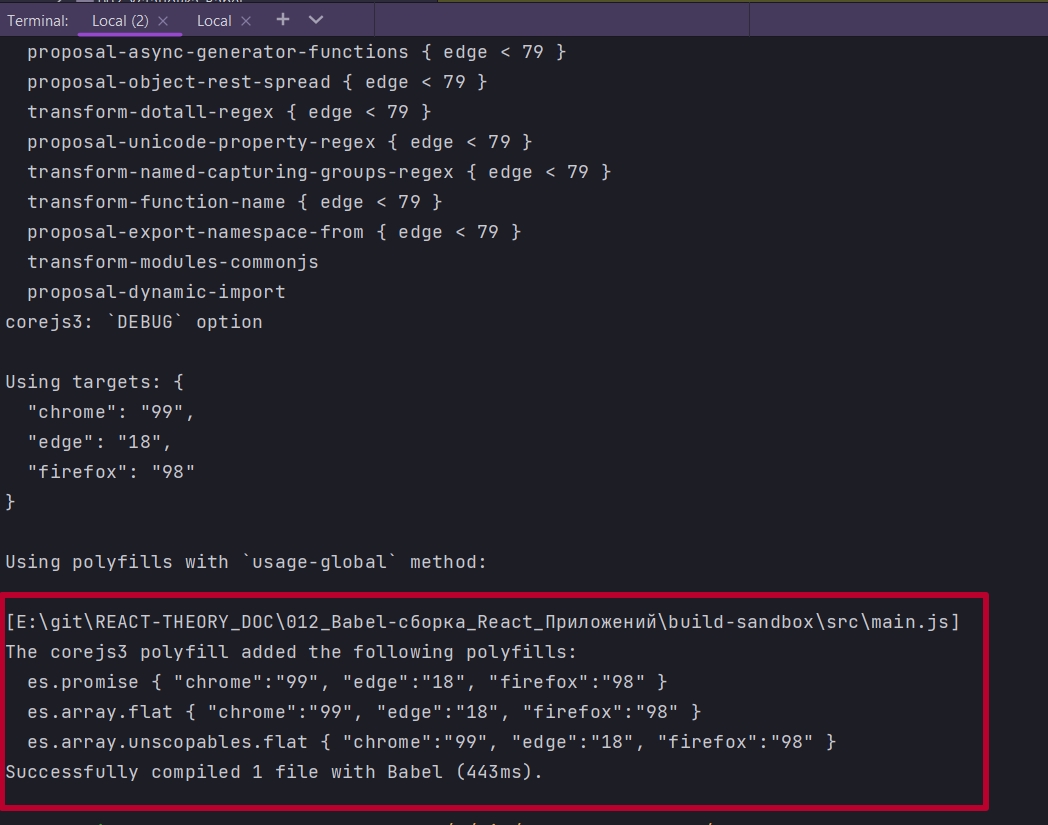 Terminal: Local (2) × Local × +
proposal-async-generator-functions { edge < 79 }
proposal-object-rest-spread { edge < 79 }
transform-dotall-regex { edge < 79 }
proposal-unicode-property-regex { edge < 79 }
transform-named-capturing-groups-regex { edge < 79 }
transform-function-name { edge < 79 }
proposal-export-namespace-from { edge < 79 }
transform-modules-commonjs
proposal-dynamic-import
corejs3: `DEBUG` option
Using targets: {
"chrome": "99",
"edge": "18",
"firefox": "98"
}
Using polyfills with `usage-global` method:
[E:\git\REACT-THEORY_DOC\012_Babel-сборка_React_Приложений\build-sandbox\src\main.js]
The corejs3 polyfill added the following polyfills:
es.promise { "chrome":"99", "edge":"18", "firefox":"98" }
es.array.flat { "chrome":"99", "edge":"18", "firefox":"98" }
es.array.unscopables.flat { "chrome":"99", "edge":"18", "firefox":"98" }
Successfully compiled 1 file with Babel (443ms).